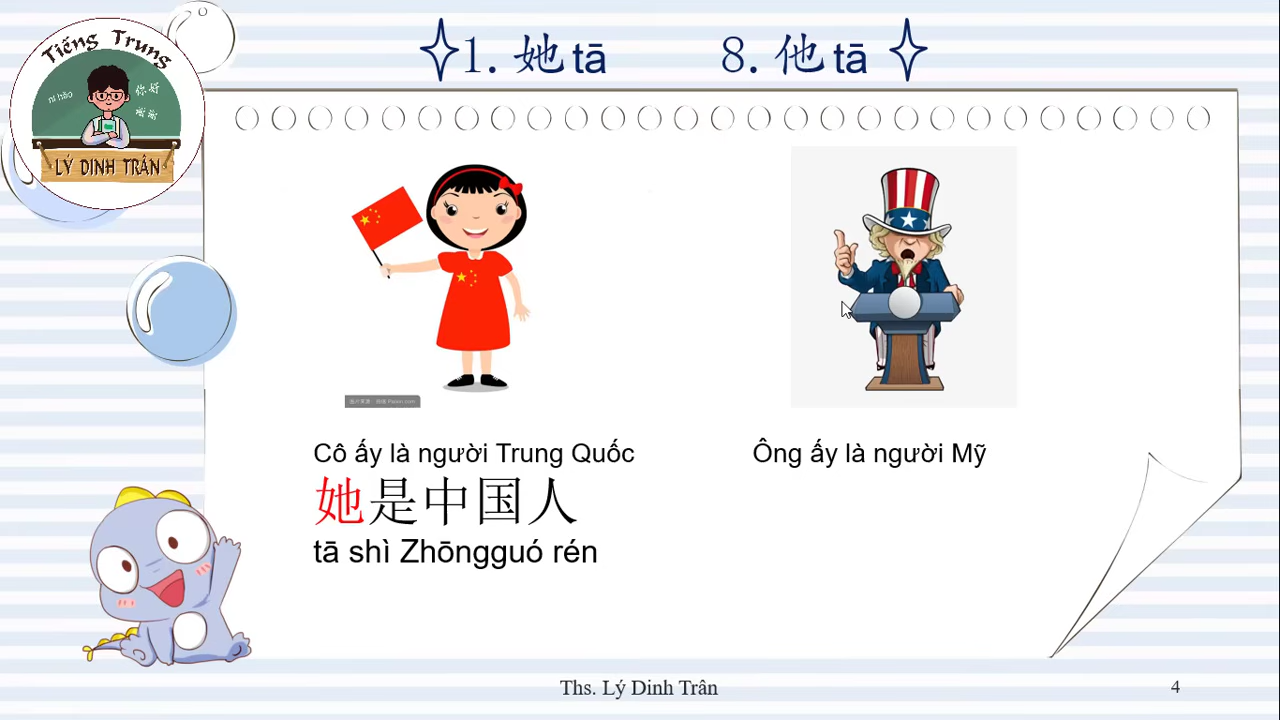 Tiếng Trung
nǐ hǎo
你好
谢谢
LÝ DINH TRÂN
1. 她 tā
8. 他 tā
Cô ấy là người Trung Quốc
她是中国人
tā shì Zhōngguó rén
Ông ấy là người Mỹ
Ths. Lý Dinh Trân
4